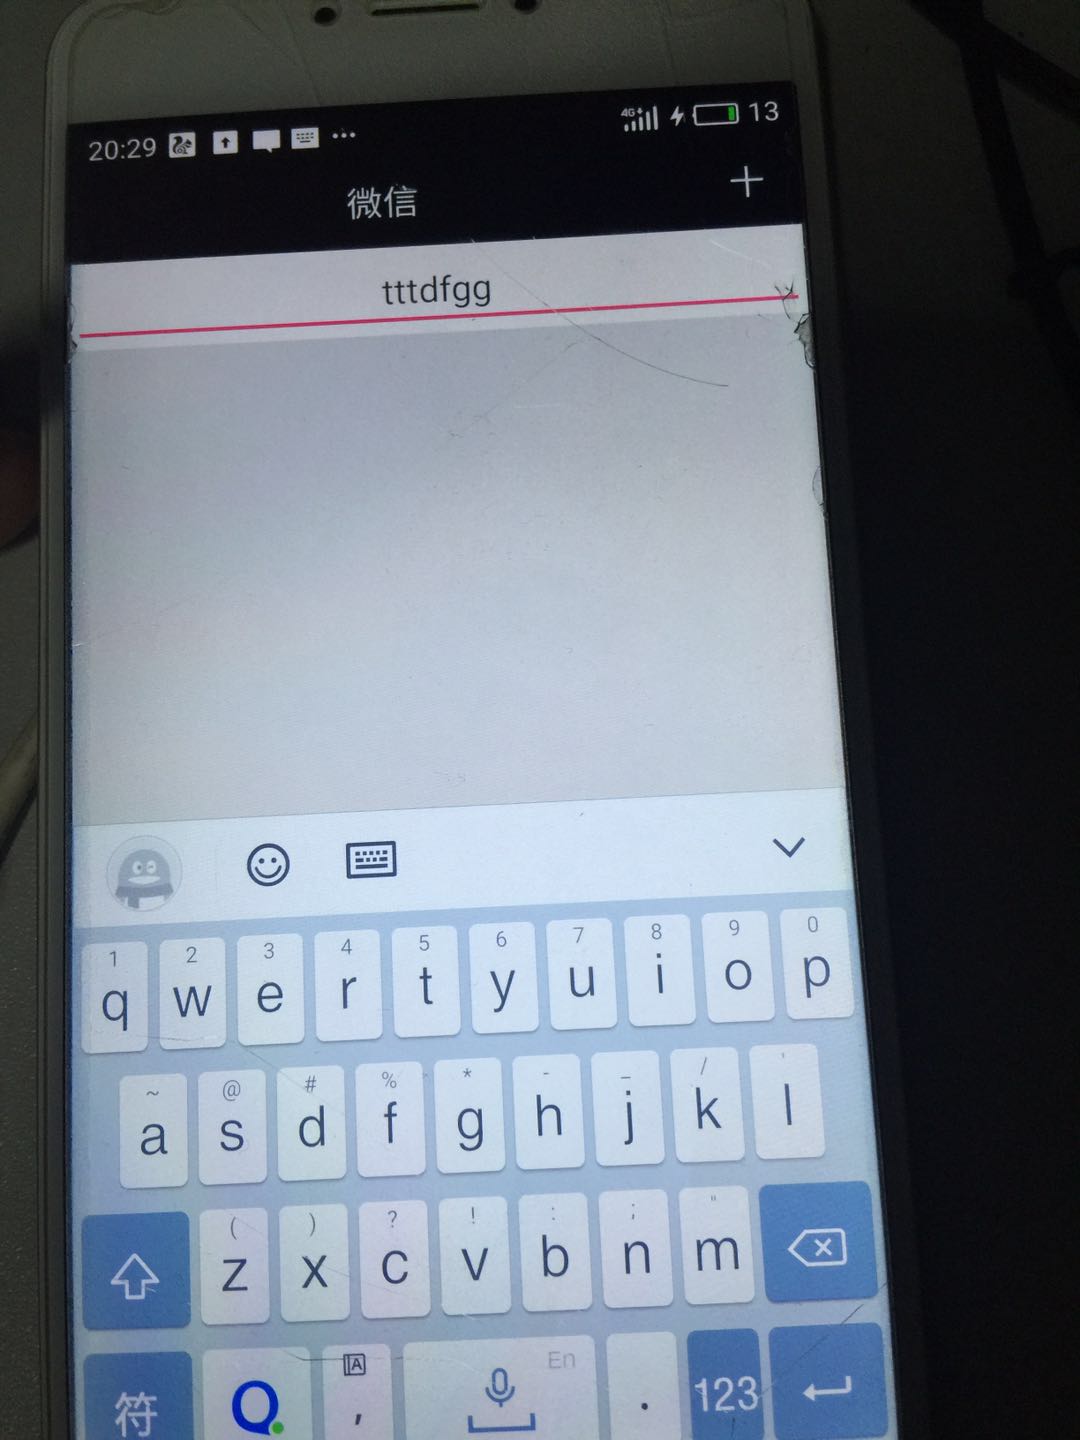 20:29 4G 13
微信
tttdfgg
1 2 3 4 5 6 7 8 9 0
q w e r t y u i o p
~ @ # % * - _ / '
a s d f g h j k l
( ) ? ! : ; "
z x c v b n m
符 , En . 123